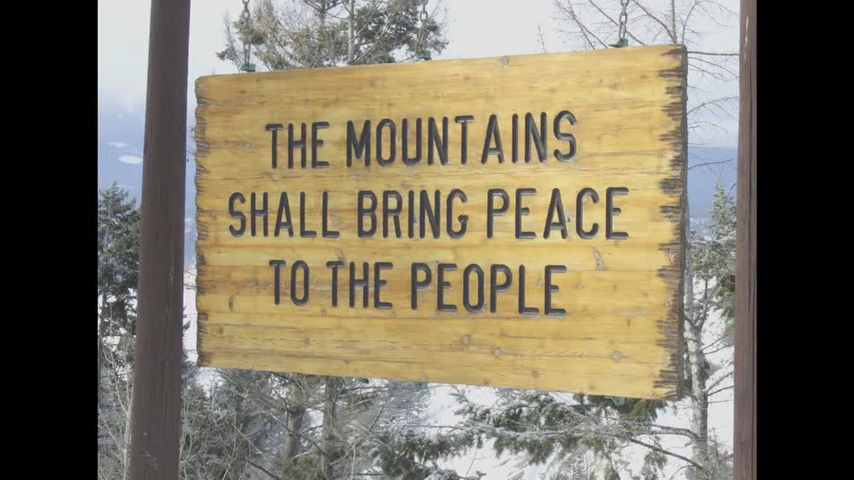 THE MOUNTAINS
SHALL BRING PEACE
TO THE PEOPLE